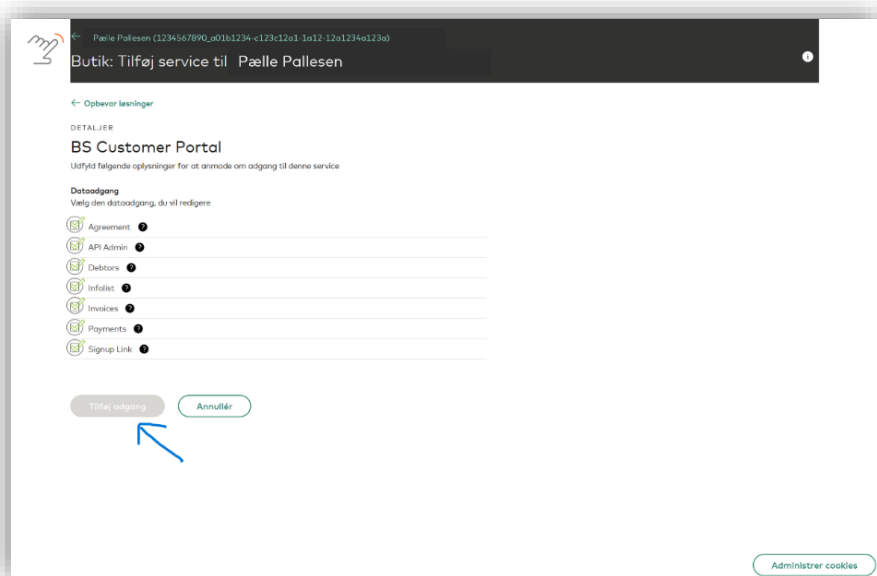 Pælle Pallesen (1234567890_a01b1234-c123c12a1-1a12-12a1234a123a)
Butik: Tilføj service til Pælle Pallesen
Opbevar løsninger
DETALJER
BS Customer Portal
Udfyld følgende oplysninger for at anmode om adgang til denne service
Dataadgang
Vælg den dataadgang, du vil redigere
Agreement
API Admin
Debtors
Infolist
Invoices
Payments
Signup Link
Tilføj adgang Annullér
Administrer cookies